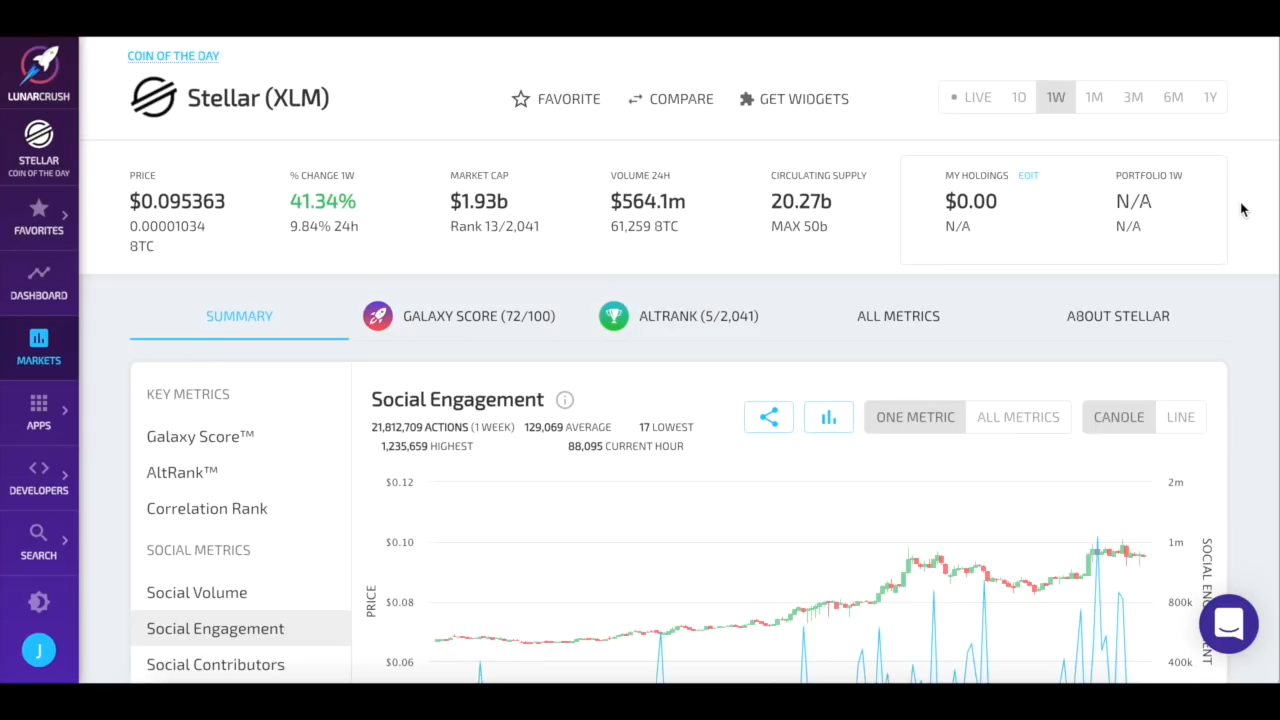 COIN OF THE DAY
Stellar (XLM)
FAVORITE
COMPARE
GET WIDGETS
LIVE 1D 1W 1M 3M 6M 1Y
LUNARCRUSH
STELLAR
COIN OF THE DAY
FAVORITES
DASHBOARD
MARKETS
APPS
DEVELOPERS
SEARCH
J
PRICE
$0.095363
0.00001034
BTC
% CHANGE 1W
41.34%
9.84% 24h
MARKET CAP
$1.93b
Rank 13/2,041
VOLUME 24H
$564.1m
61,259 BTC
CIRCULATING SUPPLY
20.27b
MAX 50b
MY HOLDINGS EDIT
$0.00
N/A
PORTFOLIO 1W
N/A
N/A
SUMMARY
GALAXY SCORE (72/100)
ALTRANK (5/2,041)
ALL METRICS
ABOUT STELLAR
KEY METRICS
Galaxy Score™
AltRank™
Correlation Rank
SOCIAL METRICS
Social Volume
Social Engagement
Social Contributors
Social Engagement
21,812,709 ACTIONS (1 WEEK) 129,069 AVERAGE 17 LOWEST
1,235,659 HIGHEST 88,095 CURRENT HOUR
ONE METRIC ALL METRICS
CANDLE LINE
$0.12
$0.10
$0.08
$0.06
PRICE
2m
1m
800k
400k
SOCIAL EN
ENT